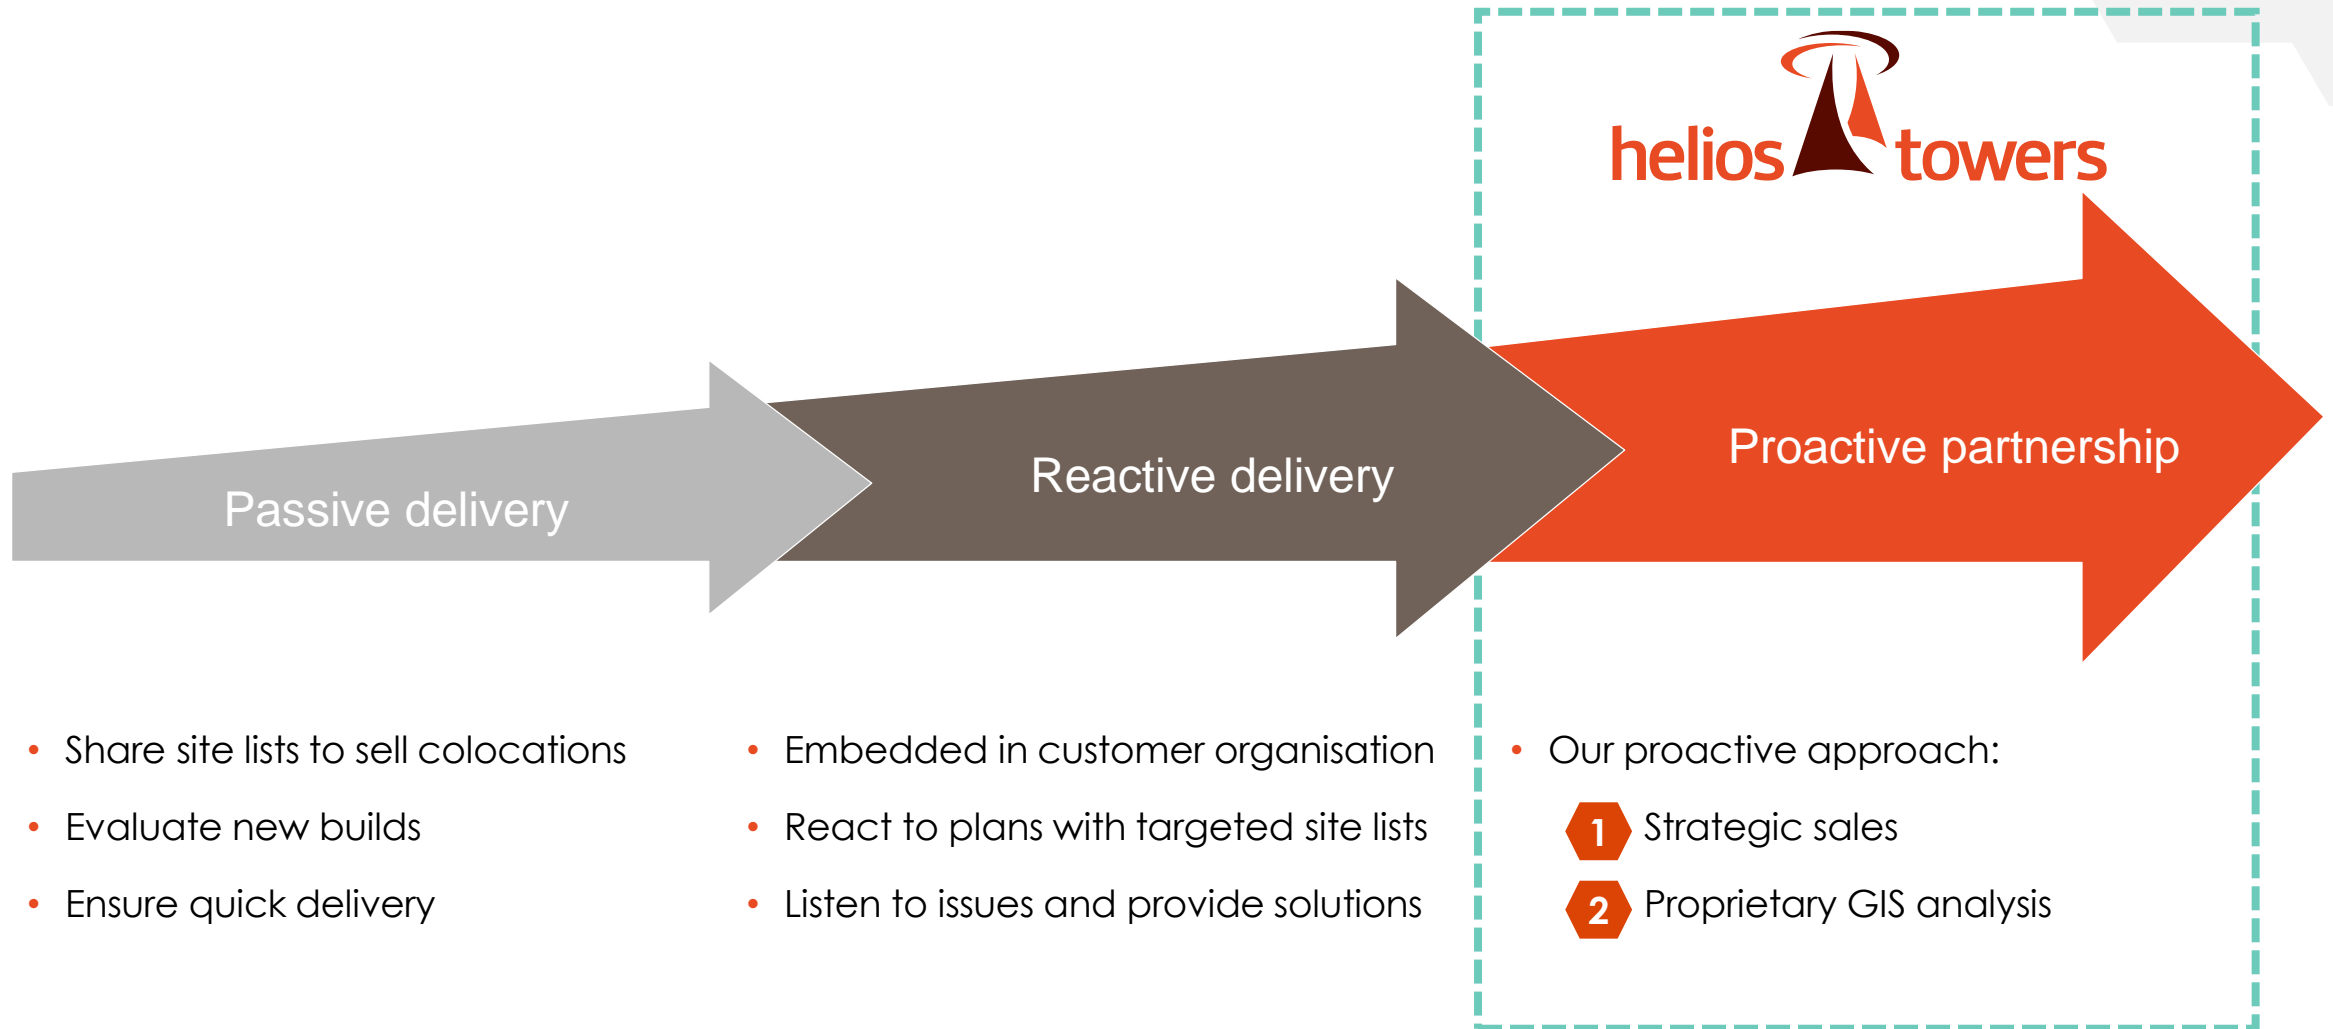 helios towers
Passive delivery
Reactive delivery
Proactive partnership
• Share site lists to sell colocations
• Evaluate new builds
• Ensure quick delivery
• Embedded in customer organisation
• React to plans with targeted site lists
• Listen to issues and provide solutions
• Our proactive approach:
1 Strategic sales
2 Proprietary GIS analysis